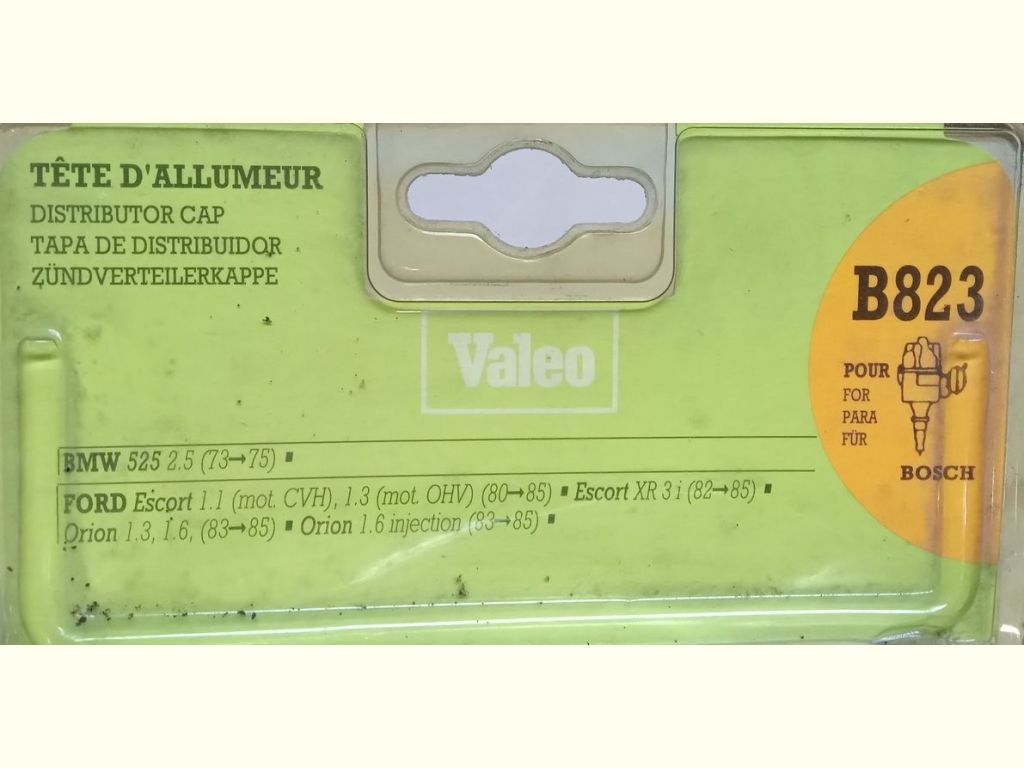 TÊTE D'ALLUMEUR
DISTRIBUTOR CAP
TAPA DE DISTRIBUIDOR
ZÜNDVERTEILERKAPPE
B823
Valeo
POUR
FOR
PARA
FÜR
BOSCH
BMW 525 2.5 (73→75) ■
FORD Escort 1.1 (mot. CVH), 1.3 (mot. OHV) (80→85) ■ Escort XR 3 i (82→85) ■
Orion 1.3, 1.6, (83→85) ■ Orion 1.6 injection (83→85) ■